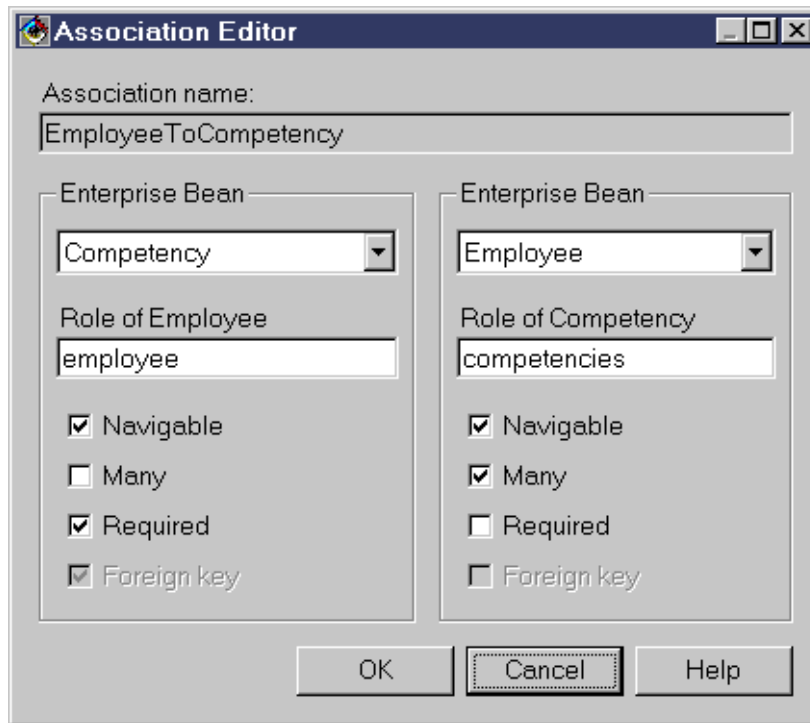 Association Editor
Association name:
EmployeeToCompetency
Enterprise Bean
Competency
Role of Employee
employee
Navigable
Many
Required
Foreign key
Enterprise Bean
Employee
Role of Competency
competencies
Navigable
Many
Required
Foreign key
OK
Cancel
Help